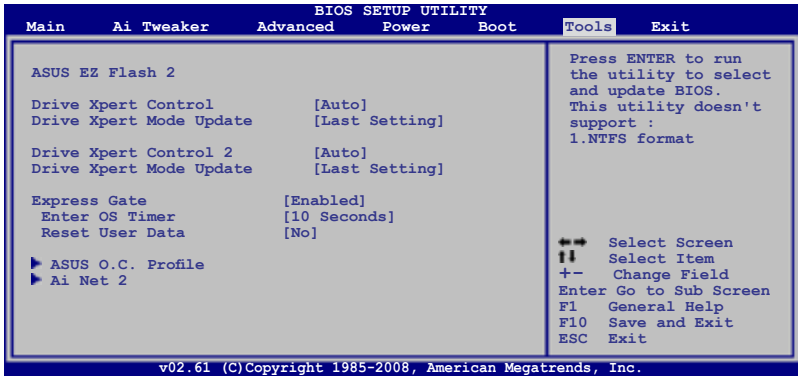 BIOS SETUP UTILITY
Main Ai Tweaker Advanced Power Boot Tools Exit
ASUS EZ Flash 2
Drive Xpert Control [Auto]
Drive Xpert Mode Update [Last Setting]
Drive Xpert Control 2 [Auto]
Drive Xpert Mode Update [Last Setting]
Express Gate [Enabled]
Enter OS Timer [10 Seconds]
Reset User Data [No]
ASUS O.C. Profile
Ai Net 2
Press ENTER to run
the utility to select
and update BIOS.
This utility doesn't
support :
1.NTFS format
Select Screen
Select Item
+- Change Field
Enter Go to Sub Screen
F1 General Help
F10 Save and Exit
ESC Exit
v02.61 (C)Copyright 1985-2008, American Megatrends, Inc.